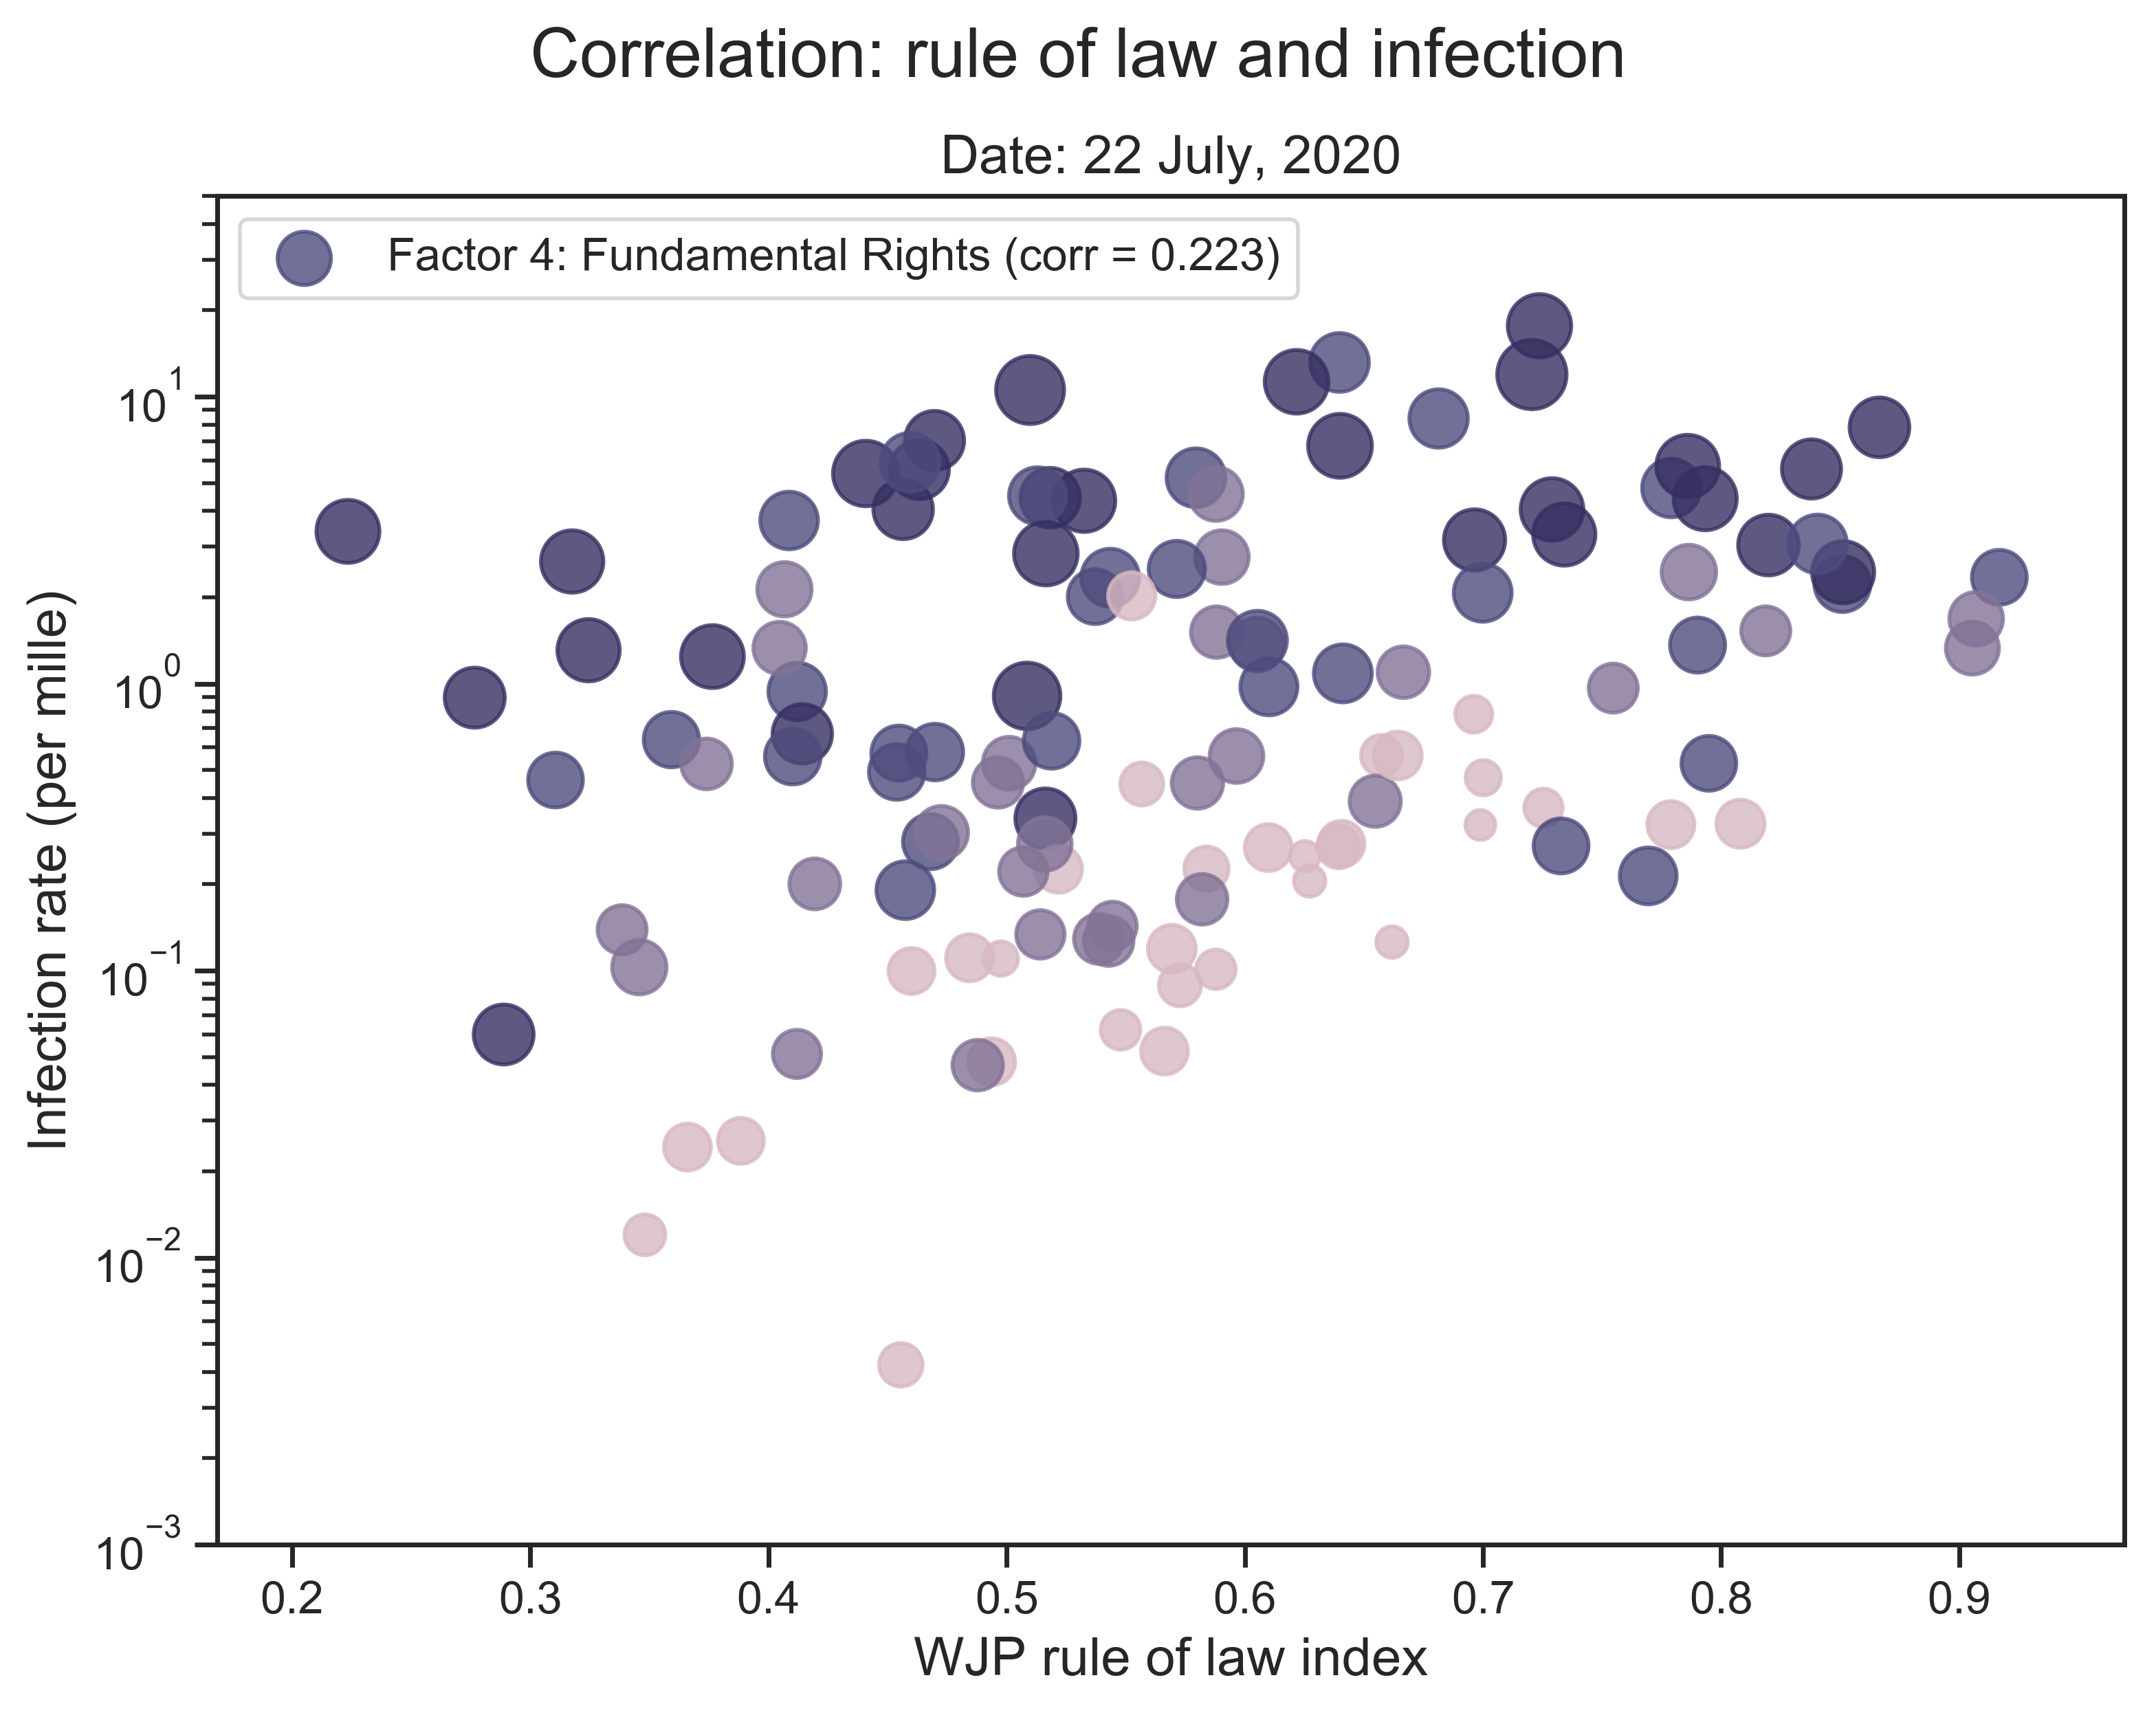 Correlation: rule of law and infection
Date: 22 July, 2020
Factor 4: Fundamental Rights (corr = 0.223)
Infection rate (per mille)
10^1
10^0
10^−1
10^−2
10^−3
0.2 0.3 0.4 0.5 0.6 0.7 0.8 0.9
WJP rule of law index